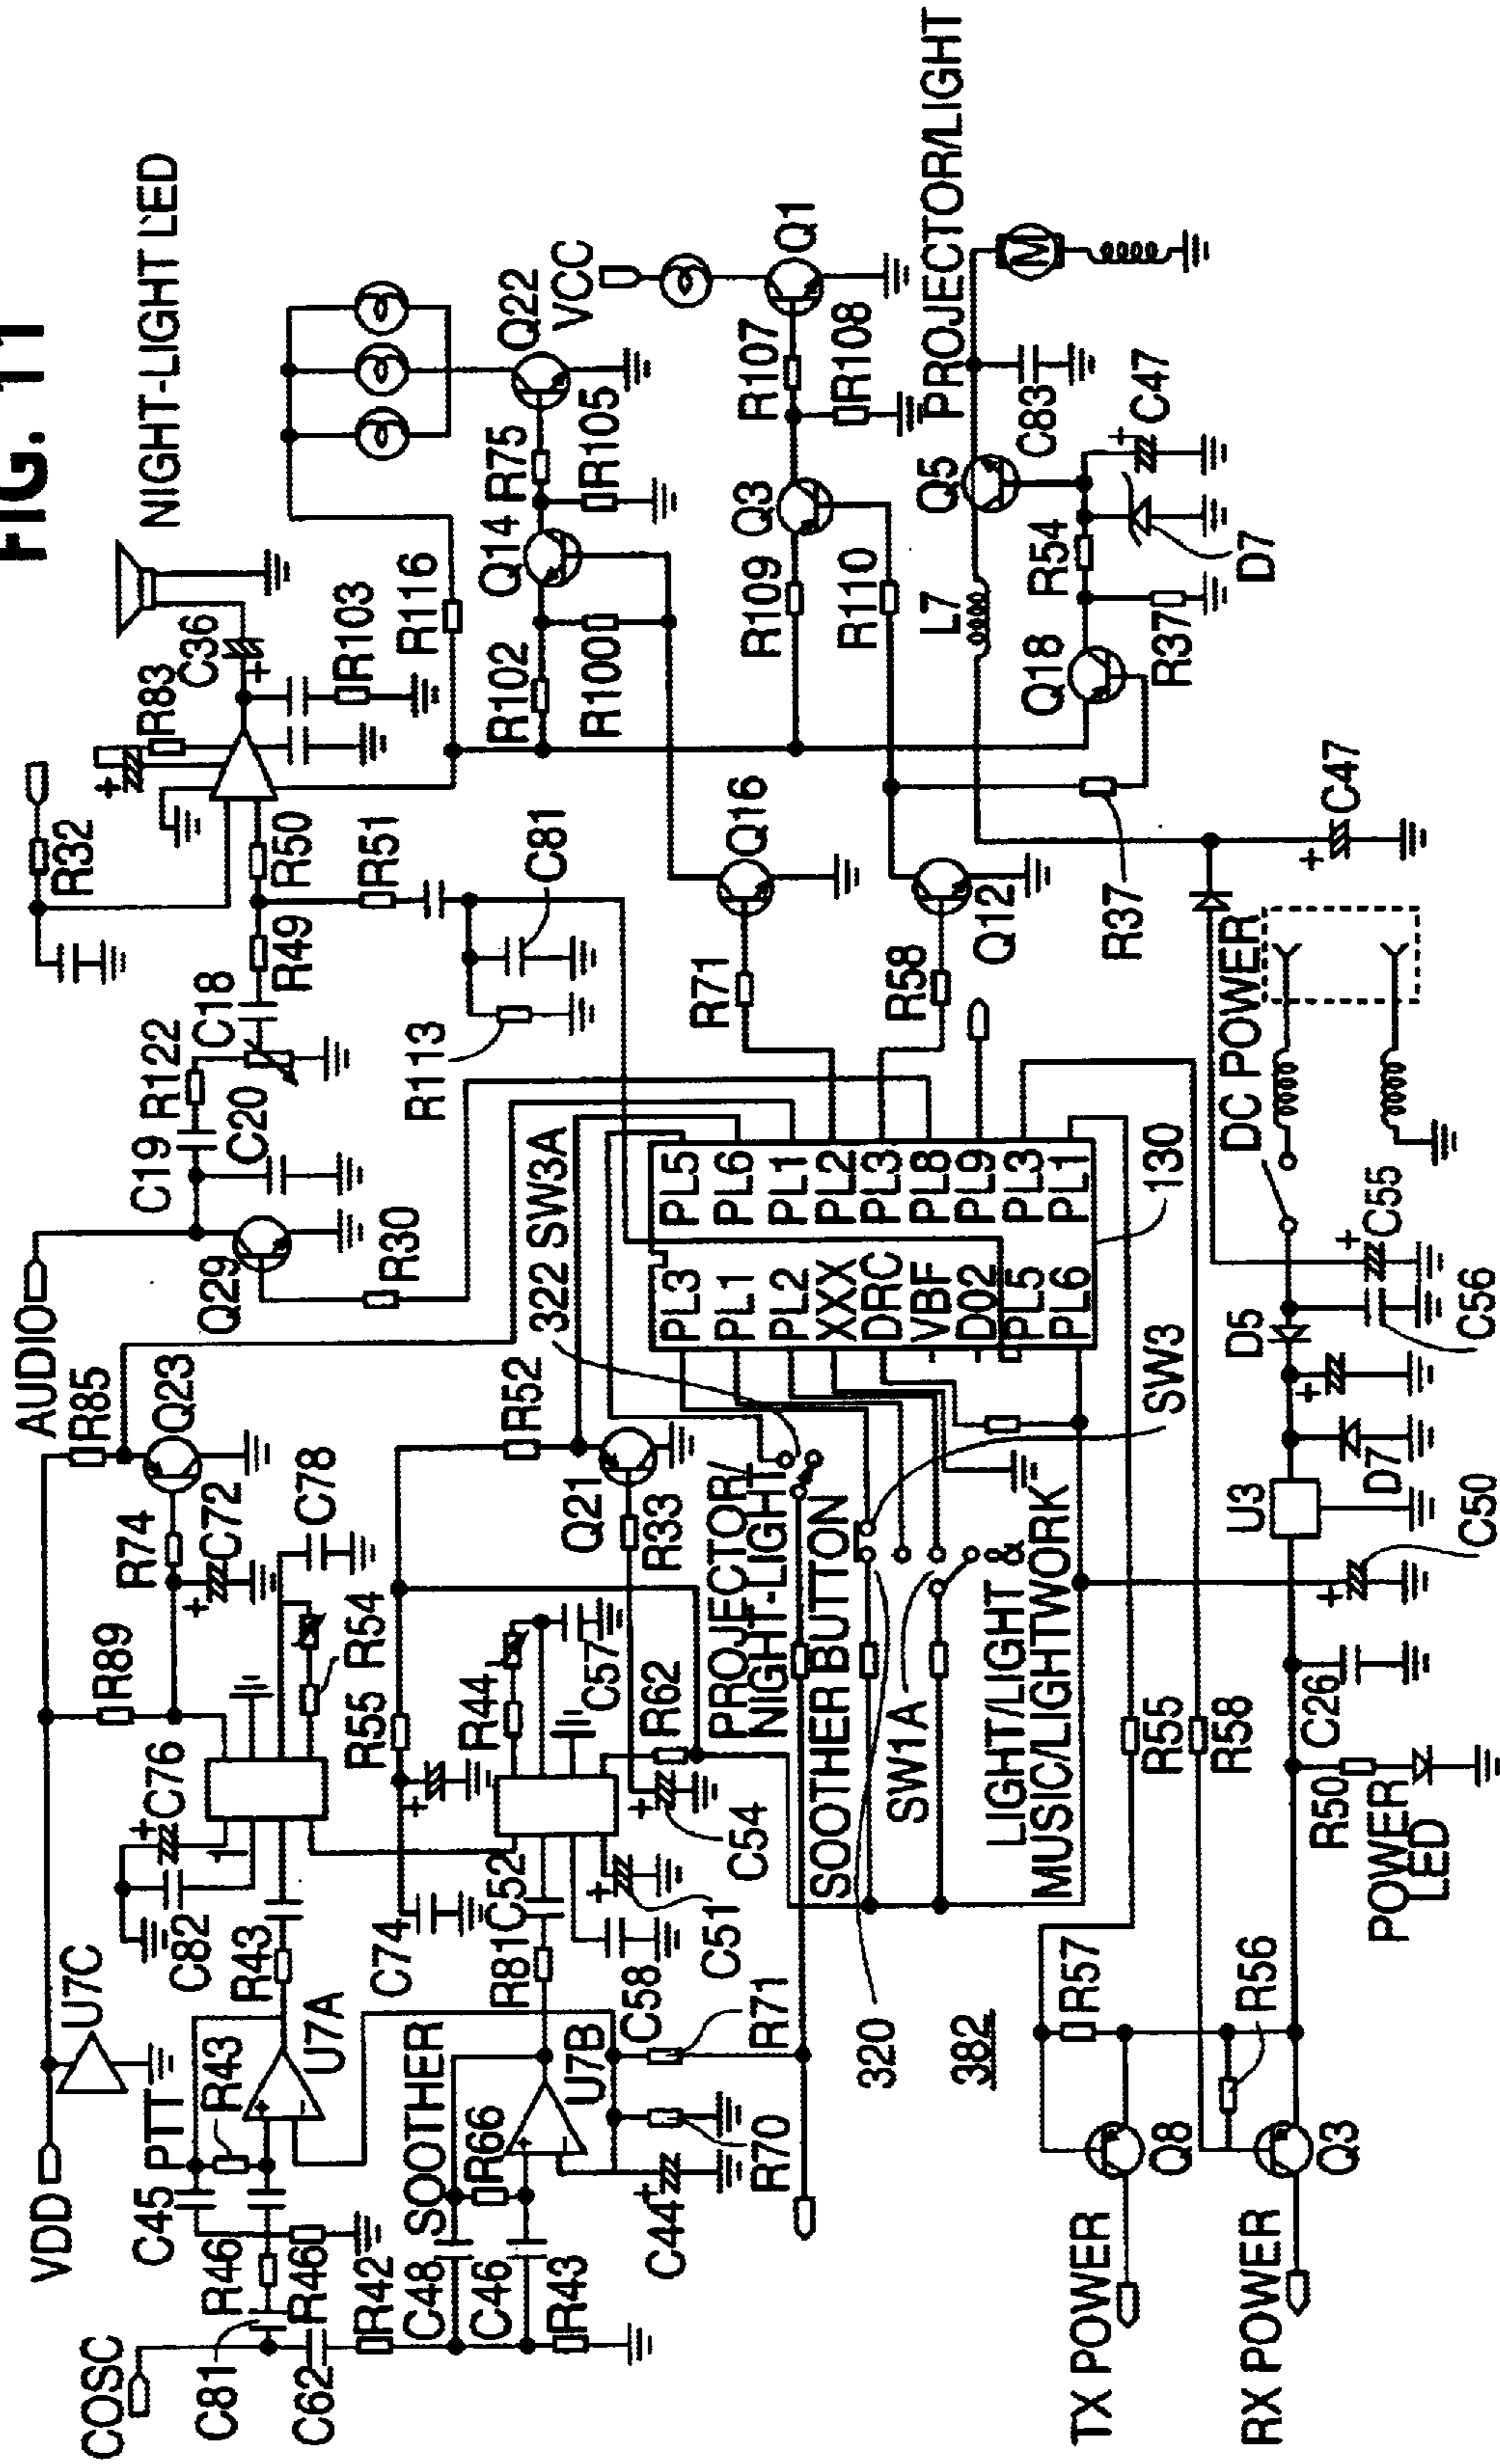 FIG. 11
NIGHT-LIGHT LED
VDD
U7C
PTT
C45
R43
U7A
R46
C81
R46
C62
COSC
R42
C48
C46
R43
SOOTHER
R66
U7B
C44
R70
R71
C58
C82
C76
1
R43
R89
R74
C72
R85
Q23
C78
R54
R55
C74
R44
C57
R62
C54
C51
C52
R81
R52
Q21
R33
AUDIO
Q29
R30
C19
R122
C20
C18
R49
R50
R51
R32
R83
C36
R103
R116
C81
R113
R102
R100
Q14
R75
R105
Q22
VCC
Q1
R107
R108
Q3
R109
R110
Q16
R71
Q12
R58
PROJECTOR/LIGHT
M
C83
Q5
L7
R54
C47
D7
Q18
R37
R37
C47
322
SW3A
PROJECTOR/
NIGHT-LIGHT
SOOTHER BUTTON
SW1A
LIGHT/LIGHT &
MUSIC/LIGHTWORK
320
SW3
130
PL3
PL1
PL2
XXX
DRC
VBF
DO2
PL5
PL6
PL5
PL6
PL1
PL2
PL3
PL8
PL9
PL3
PL1
382
DC POWER
C55
C56
D5
D7
U3
C50
C26
R50
POWER
LED
R55
R58
R57
R56
Q8
Q3
TX POWER
RX POWER